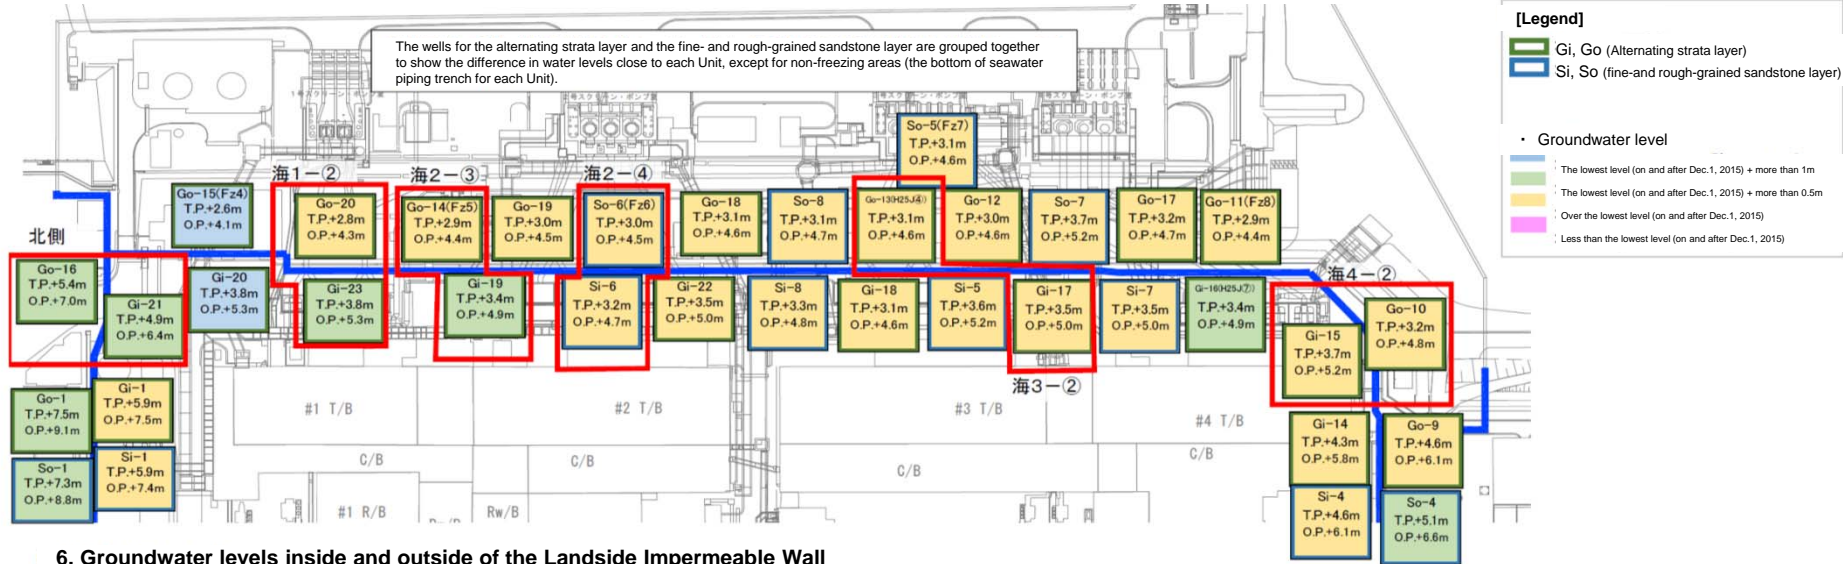 [Legend]
Gi, Go (Alternating strata layer)
Si, So (fine-and rough-grained sandstone layer)
・ Groundwater level
The lowest level (on and after Dec.1, 2015) + more than 1m
The lowest level (on and after Dec.1, 2015) + more than 0.5m
Over the lowest level (on and after Dec.1, 2015)
Less than the lowest level (on and after Dec.1, 2015)
The wells for the alternating strata layer and the fine- and rough-grained sandstone layer are grouped together
to show the difference in water levels close to each Unit, except for non-freezing areas (the bottom of seawater
piping trench for each Unit).
So-5(Fz7)
T.P.+3.1m
O.P.+4.6m
海1-②
海2-③
海2-④
Go-15(Fz4)
T.P.+2.6m
O.P.+4.1m
Go-20
T.P.+2.8m
O.P.+4.3m
Go-14(Fz5)
T.P.+2.9m
O.P.+4.4m
Go-19
T.P.+3.0m
O.P.+4.5m
So-6(Fz6)
T.P.+3.0m
O.P.+4.5m
Go-18
T.P.+3.1m
O.P.+4.6m
So-8
T.P.+3.1m
O.P.+4.7m
Go-13(H25J④)
T.P.+3.1m
O.P.+4.6m
Go-12
T.P.+3.0m
O.P.+4.6m
So-7
T.P.+3.7m
O.P.+5.2m
Go-17
T.P.+3.2m
O.P.+4.7m
Go-11(Fz8)
T.P.+2.9m
O.P.+4.4m
北側
Go-16
T.P.+5.4m
O.P.+7.0m
Gi-21
T.P.+4.9m
O.P.+6.4m
Gi-20
T.P.+3.8m
O.P.+5.3m
Gi-23
T.P.+3.8m
O.P.+5.3m
Gi-19
T.P.+3.4m
O.P.+4.9m
Si-6
T.P.+3.2m
O.P.+4.7m
Gi-22
T.P.+3.5m
O.P.+5.0m
Si-8
T.P.+3.3m
O.P.+4.8m
Gi-18
T.P.+3.1m
O.P.+4.6m
Si-5
T.P.+3.6m
O.P.+5.2m
Gi-17
T.P.+3.5m
O.P.+5.0m
Si-7
T.P.+3.5m
O.P.+5.0m
Gi-16(H25J⑦)
T.P.+3.4m
O.P.+4.9m
海4-②
Go-10
T.P.+3.2m
O.P.+4.8m
Gi-15
T.P.+3.7m
O.P.+5.2m
海3-②
Go-1
T.P.+7.5m
O.P.+9.1m
Gi-1
T.P.+5.9m
O.P.+7.5m
So-1
T.P.+7.3m
O.P.+8.8m
Si-1
T.P.+5.9m
O.P.+7.4m
#1 T/B
#2 T/B
#3 T/B
#4 T/B
C/B
C/B
C/B
C/B
#1 R/B
Rw/B
Gi-14
T.P.+4.3m
O.P.+5.8m
Go-9
T.P.+4.6m
O.P.+6.1m
Si-4
T.P.+4.6m
O.P.+6.1m
So-4
T.P.+5.1m
O.P.+6.6m
6. Groundwater levels inside and outside of the Landside Impermeable Wall